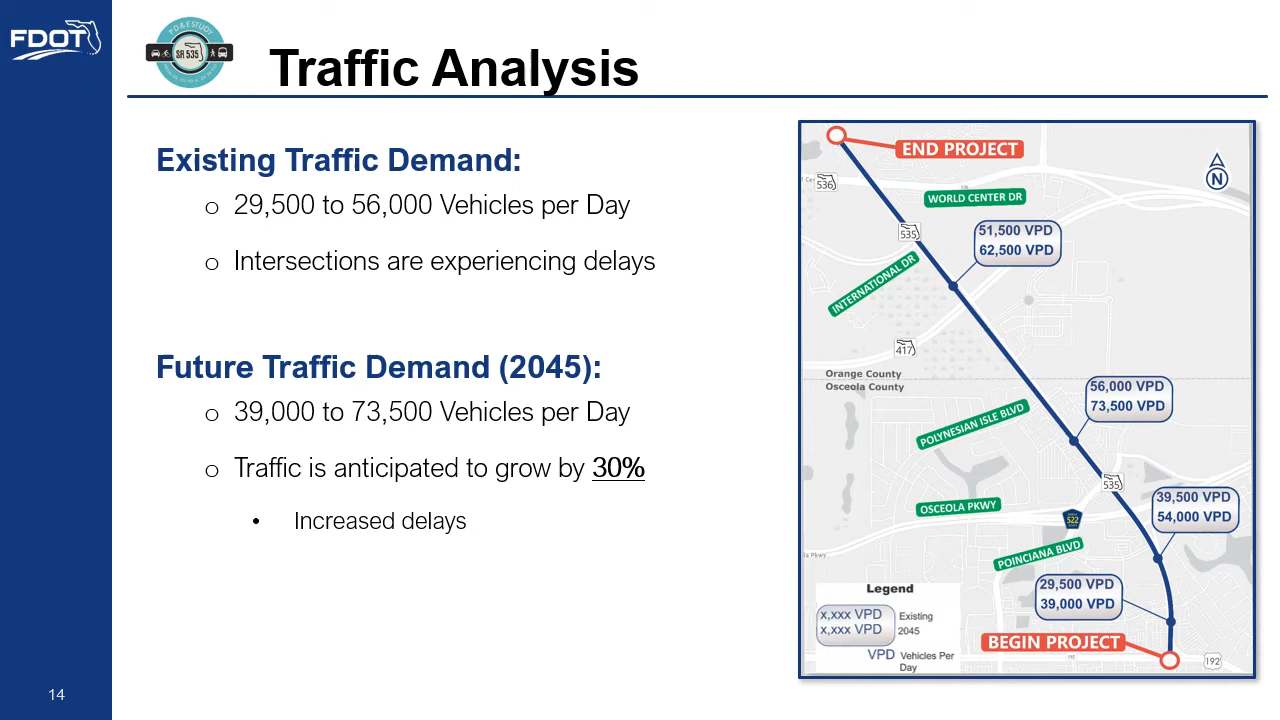 FDOT
PD&E STUDY
SR 535
Traffic Analysis
Existing Traffic Demand:
o 29,500 to 56,000 Vehicles per Day
o Intersections are experiencing delays
Future Traffic Demand (2045):
o 39,000 to 73,500 Vehicles per Day
o Traffic is anticipated to grow by 30%
• Increased delays
END PROJECT
N
536
WORLD CENTER DR
535
51,500 VPD
62,500 VPD
INTERNATIONAL DR
417
Orange County
Osceola County
56,000 VPD
73,500 VPD
POLYNESIAN ISLE BLVD
535
39,500 VPD
54,000 VPD
OSCEOLA PKWY
522
la Pkwy
POINCIANA BLVD
29,500 VPD
39,000 VPD
Legend
x,xxx VPD Existing
x,xxx VPD 2045
VPD Vehicles Per
Day
BEGIN PROJECT
192
192
14